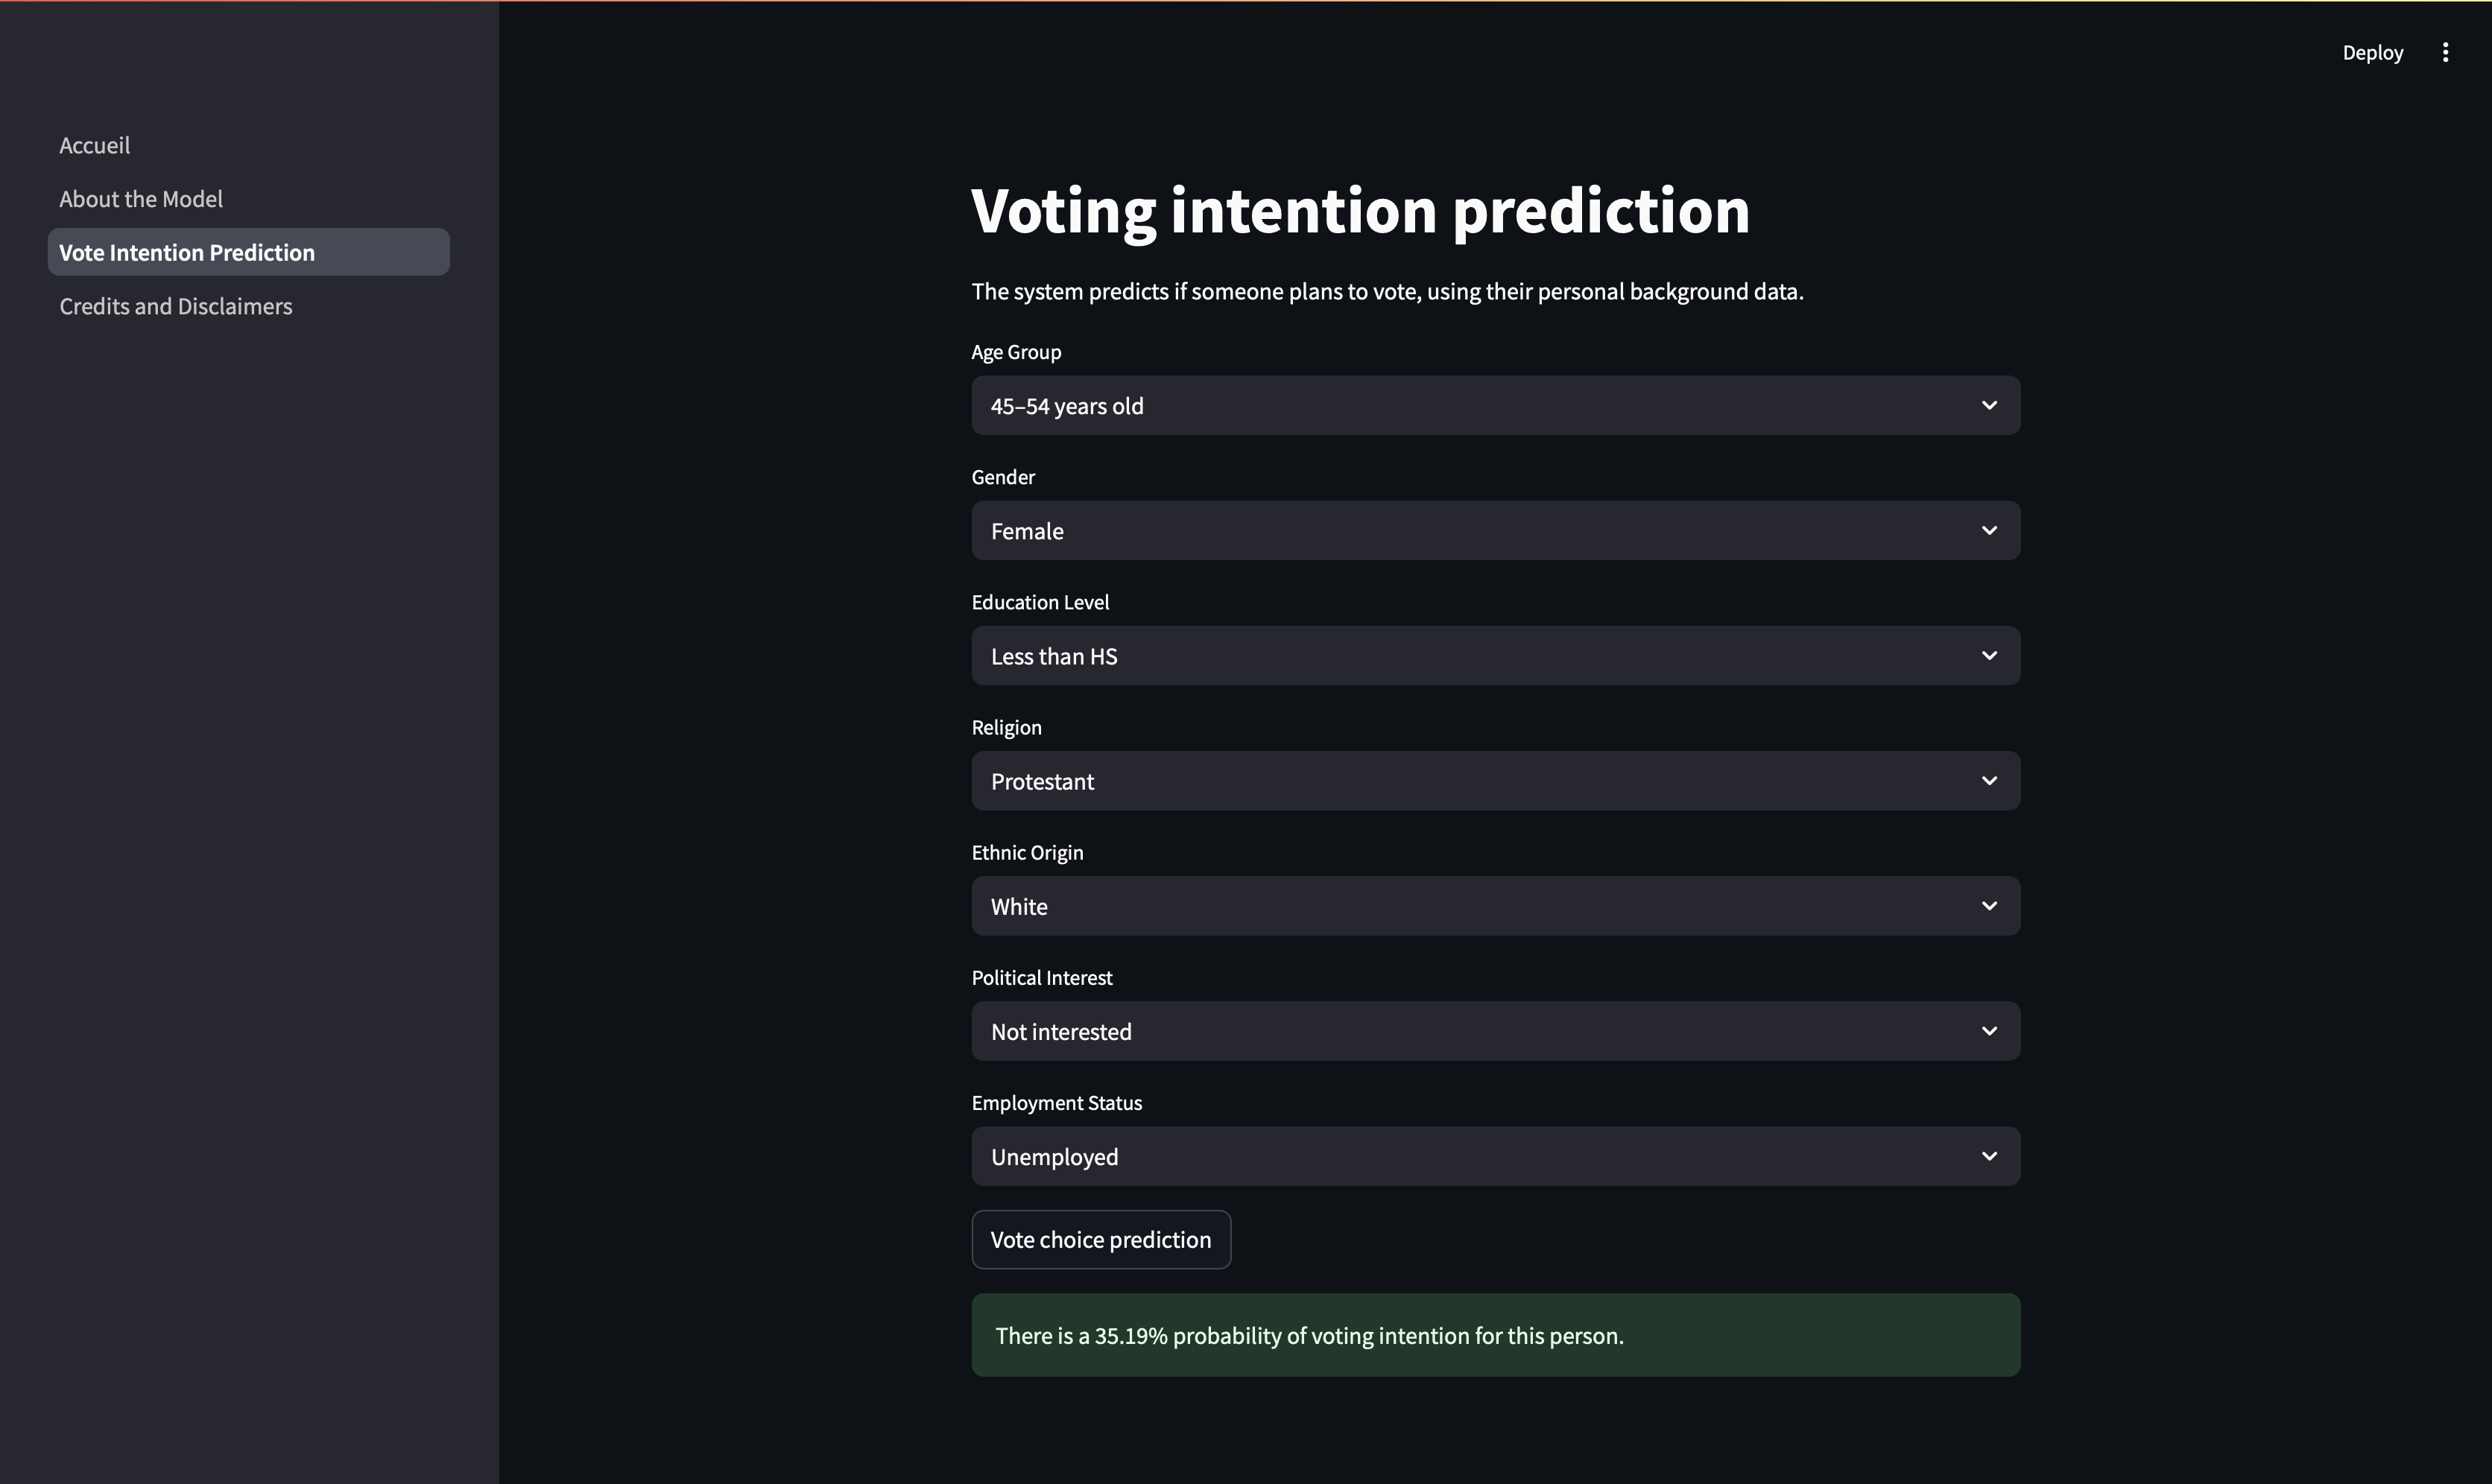 Deploy
Accueil
About the Model
Vote Intention Prediction
Credits and Disclaimers
Voting intention prediction
The system predicts if someone plans to vote, using their personal background data.
Age Group
45–54 years old
Gender
Female
Education Level
Less than HS
Religion
Protestant
Ethnic Origin
White
Political Interest
Not interested
Employment Status
Unemployed
Vote choice prediction
There is a 35.19% probability of voting intention for this person.